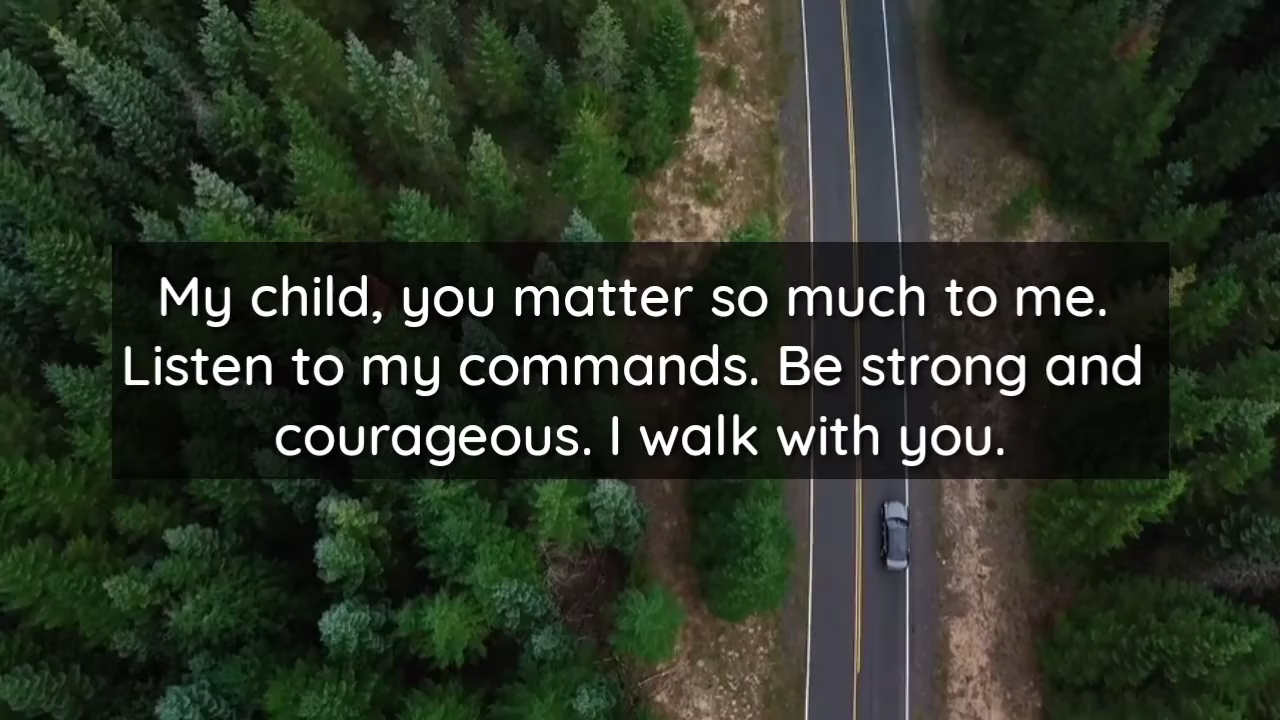 My child, you matter so much to me.
Listen to my commands. Be strong and
courageous. I walk with you.